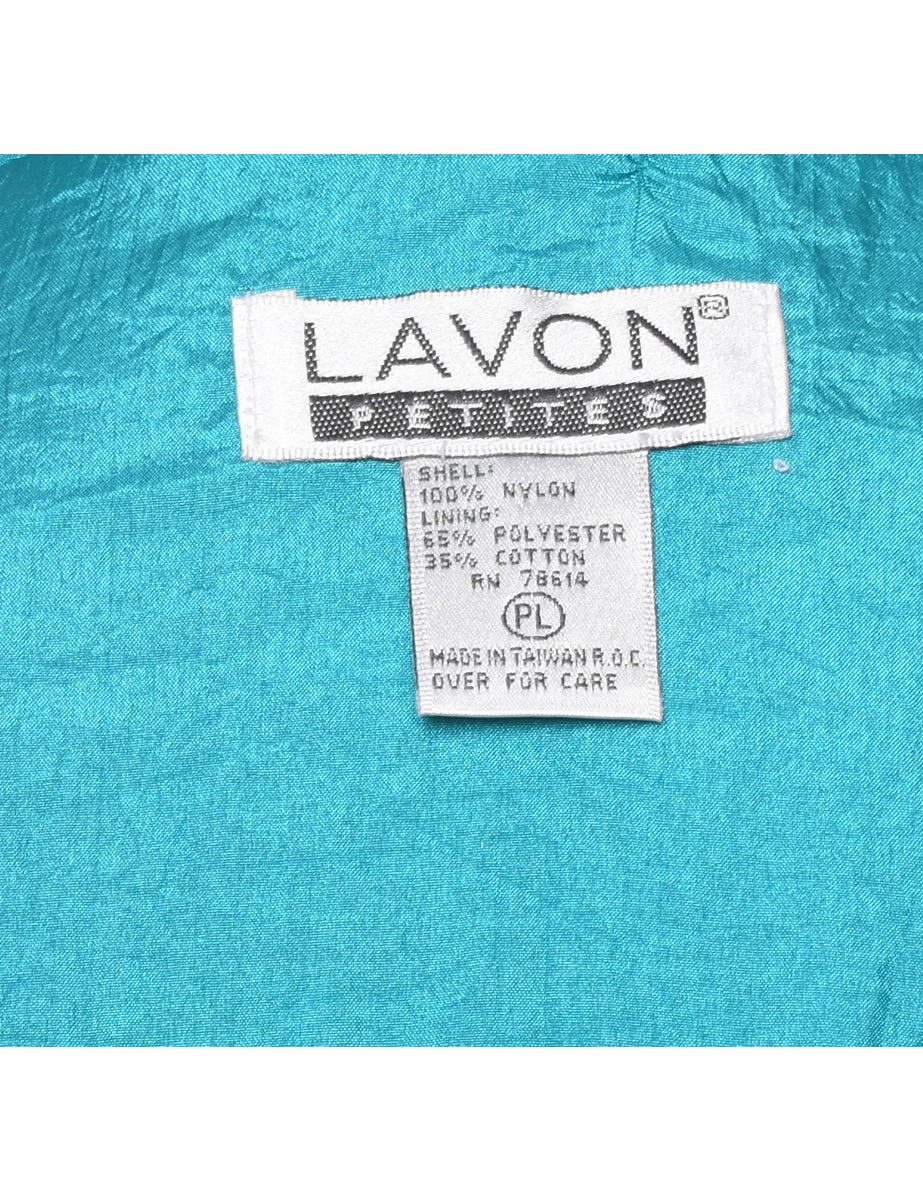 LAVON®
PETITES
SHELL:
100% NYLON
LINING:
65% POLYESTER
35% COTTON
RN 78614
PL
MADE IN TAIWAN R.O.C.
OVER FOR CARE